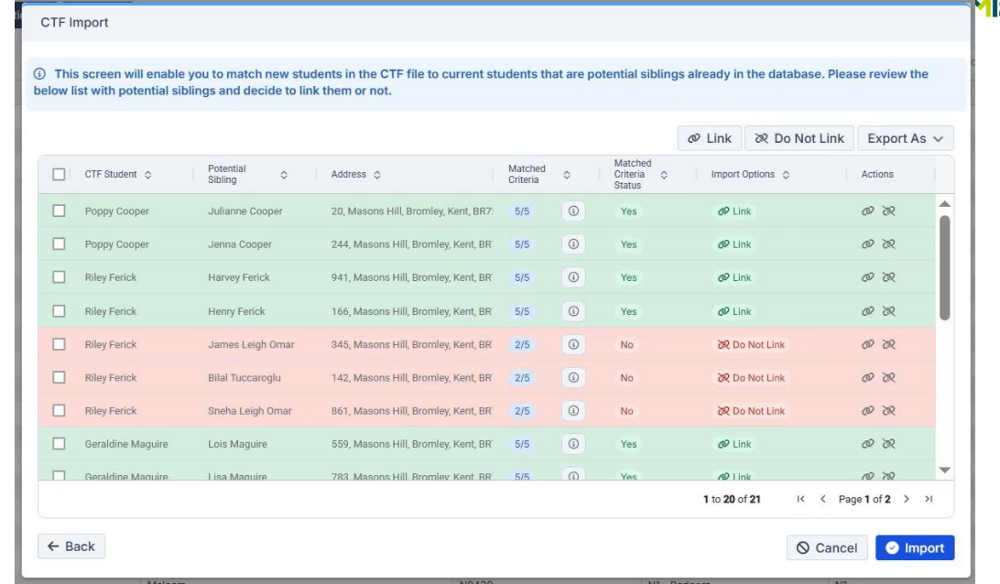 CTF Import
This screen will enable you to match new students in the CTF file to current students that are potential siblings already in the database. Please review the
below list with potential siblings and decide to link them or not.
Link Do Not Link Export As
CTF Student Potential Sibling Address Matched Criteria Matched Criteria Status Import Options Actions
Poppy Cooper Julianne Cooper 20, Masons Hill, Bromley, Kent, BR7 5/5 Yes Link
Poppy Cooper Jenna Cooper 244, Masons Hill, Bromley, Kent, BR 5/5 Yes Link
Riley Ferick Harvey Ferick 941, Masons Hill, Bromley, Kent, BR 5/5 Yes Link
Riley Ferick Henry Ferick 166, Masons Hill, Bromley, Kent, BR 5/5 Yes Link
Riley Ferick James Leigh Omar 345, Masons Hill, Bromley, Kent, BR 2/5 No Do Not Link
Riley Ferick Bilal Tuccaroglu 142, Masons Hill, Bromley, Kent, BR 2/5 No Do Not Link
Riley Ferick Sneha Leigh Omar 861, Masons Hill, Bromley, Kent, BR 2/5 No Do Not Link
Geraldine Maguire Lois Maguire 559, Masons Hill, Bromley, Kent, BR 5/5 Yes Link
Geraldine Maguire Lisa Maguire 783, Masons Hill, Bromley, Kent, BR 5/5 Yes Link
1 to 20 of 21 Page 1 of 2
Back Cancel Import